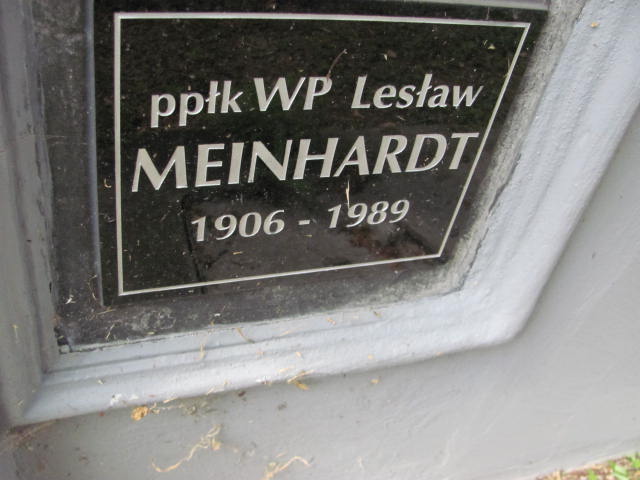 ppłk WP Lesław
MEINHARDT
1906 - 1989